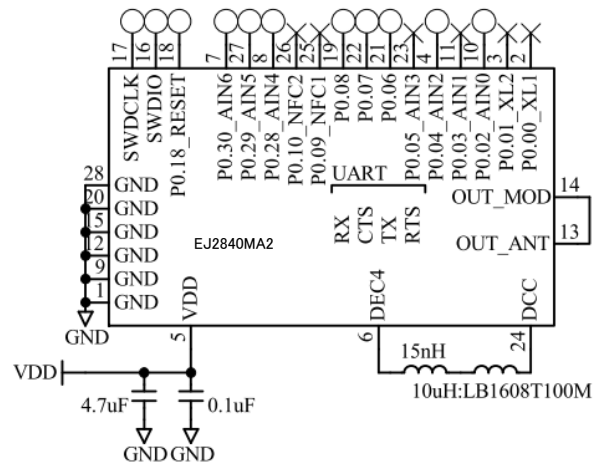 17 16 18 7 27 8 26 25 19 22 21 23 4 11 10 3 2
SWDCLK
SWDIO
P0.18_RESET
P0.30_AIN6
P0.29_AIN5
P0.28_AIN4
P0.10_NFC2
P0.09_NFC1
P0.08
P0.07
P0.06
P0.05_AIN3
P0.04_AIN2
P0.03_AIN1
P0.02_AIN0
P0.01_XL2
P0.00_XL1
UART
RX
CTS
TX
RTS
28 GND
20 GND
15 GND
12 GND
9 GND
1 GND
GND
EJ2840MA2
OUT_MOD 14
OUT_ANT 13
VDD
DEC4
DCC
5
6
24
15nH
10uH:LB1608T100M
VDD
4.7uF
0.1uF
GND GND